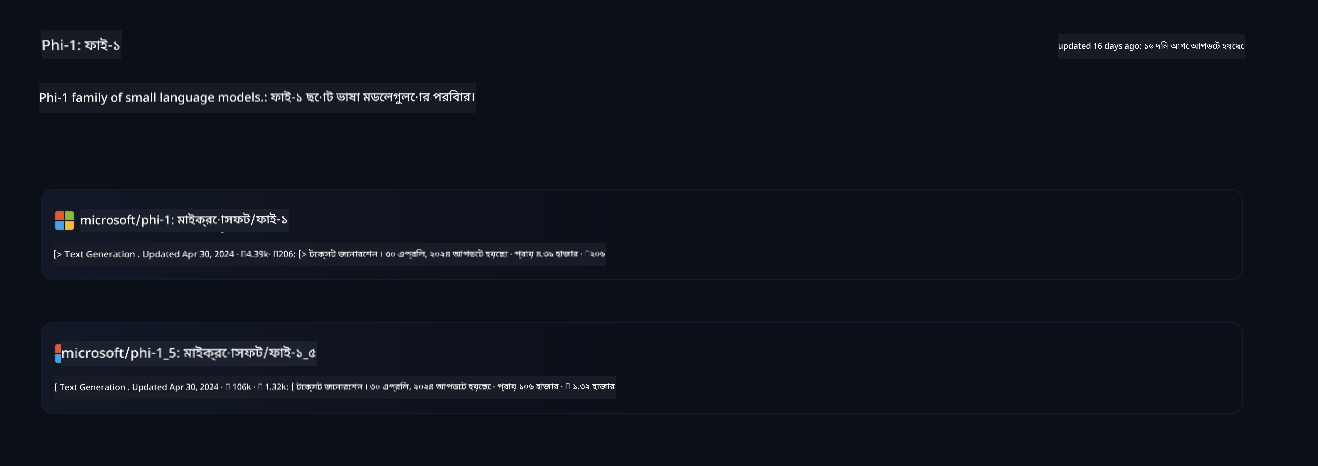 Phi-1: ফাই-১
updated 16 days ago: ১৬ দিন আগে আপডেট হয়েছে
Phi-1 family of small language models.: ফাই-১ ছোট ভাষা মডেলগুলোর পরিবার।
microsoft/phi-1: মাইক্রোসফট/ফাই-১
[> Text Generation . Updated Apr 30, 2024 · 4.39k· 206: [> টেক্সট জেনারেশন । ৩০ এপ্রিল, ২০২৪ আপডেট হয়েছে · প্রায় ৪.৩৯ হাজার · ২০৬
microsoft/phi-1_5: মাইক্রোসফট/ফাই-১_৫
[ Text Generation . Updated Apr 30, 2024 · 106k · 1.32k: [ টেক্সট জেনারেশন । ৩০ এপ্রিল, ২০২৪ আপডেট হয়েছে · প্রায় ১০৬ হাজার · ১.৩২ হাজার